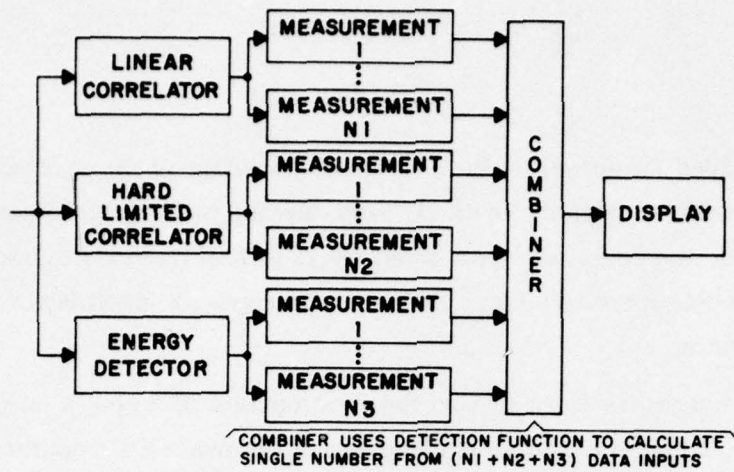 LINEAR
CORRELATOR
HARD
LIMITED
CORRELATOR
ENERGY
DETECTOR
MEASUREMENT
1
MEASUREMENT
N1
MEASUREMENT
1
MEASUREMENT
N2
MEASUREMENT
1
MEASUREMENT
N3
COMBINER
DISPLAY
COMBINER USES DETECTION FUNCTION TO CALCULATE
SINGLE NUMBER FROM (N1+N2+N3) DATA INPUTS